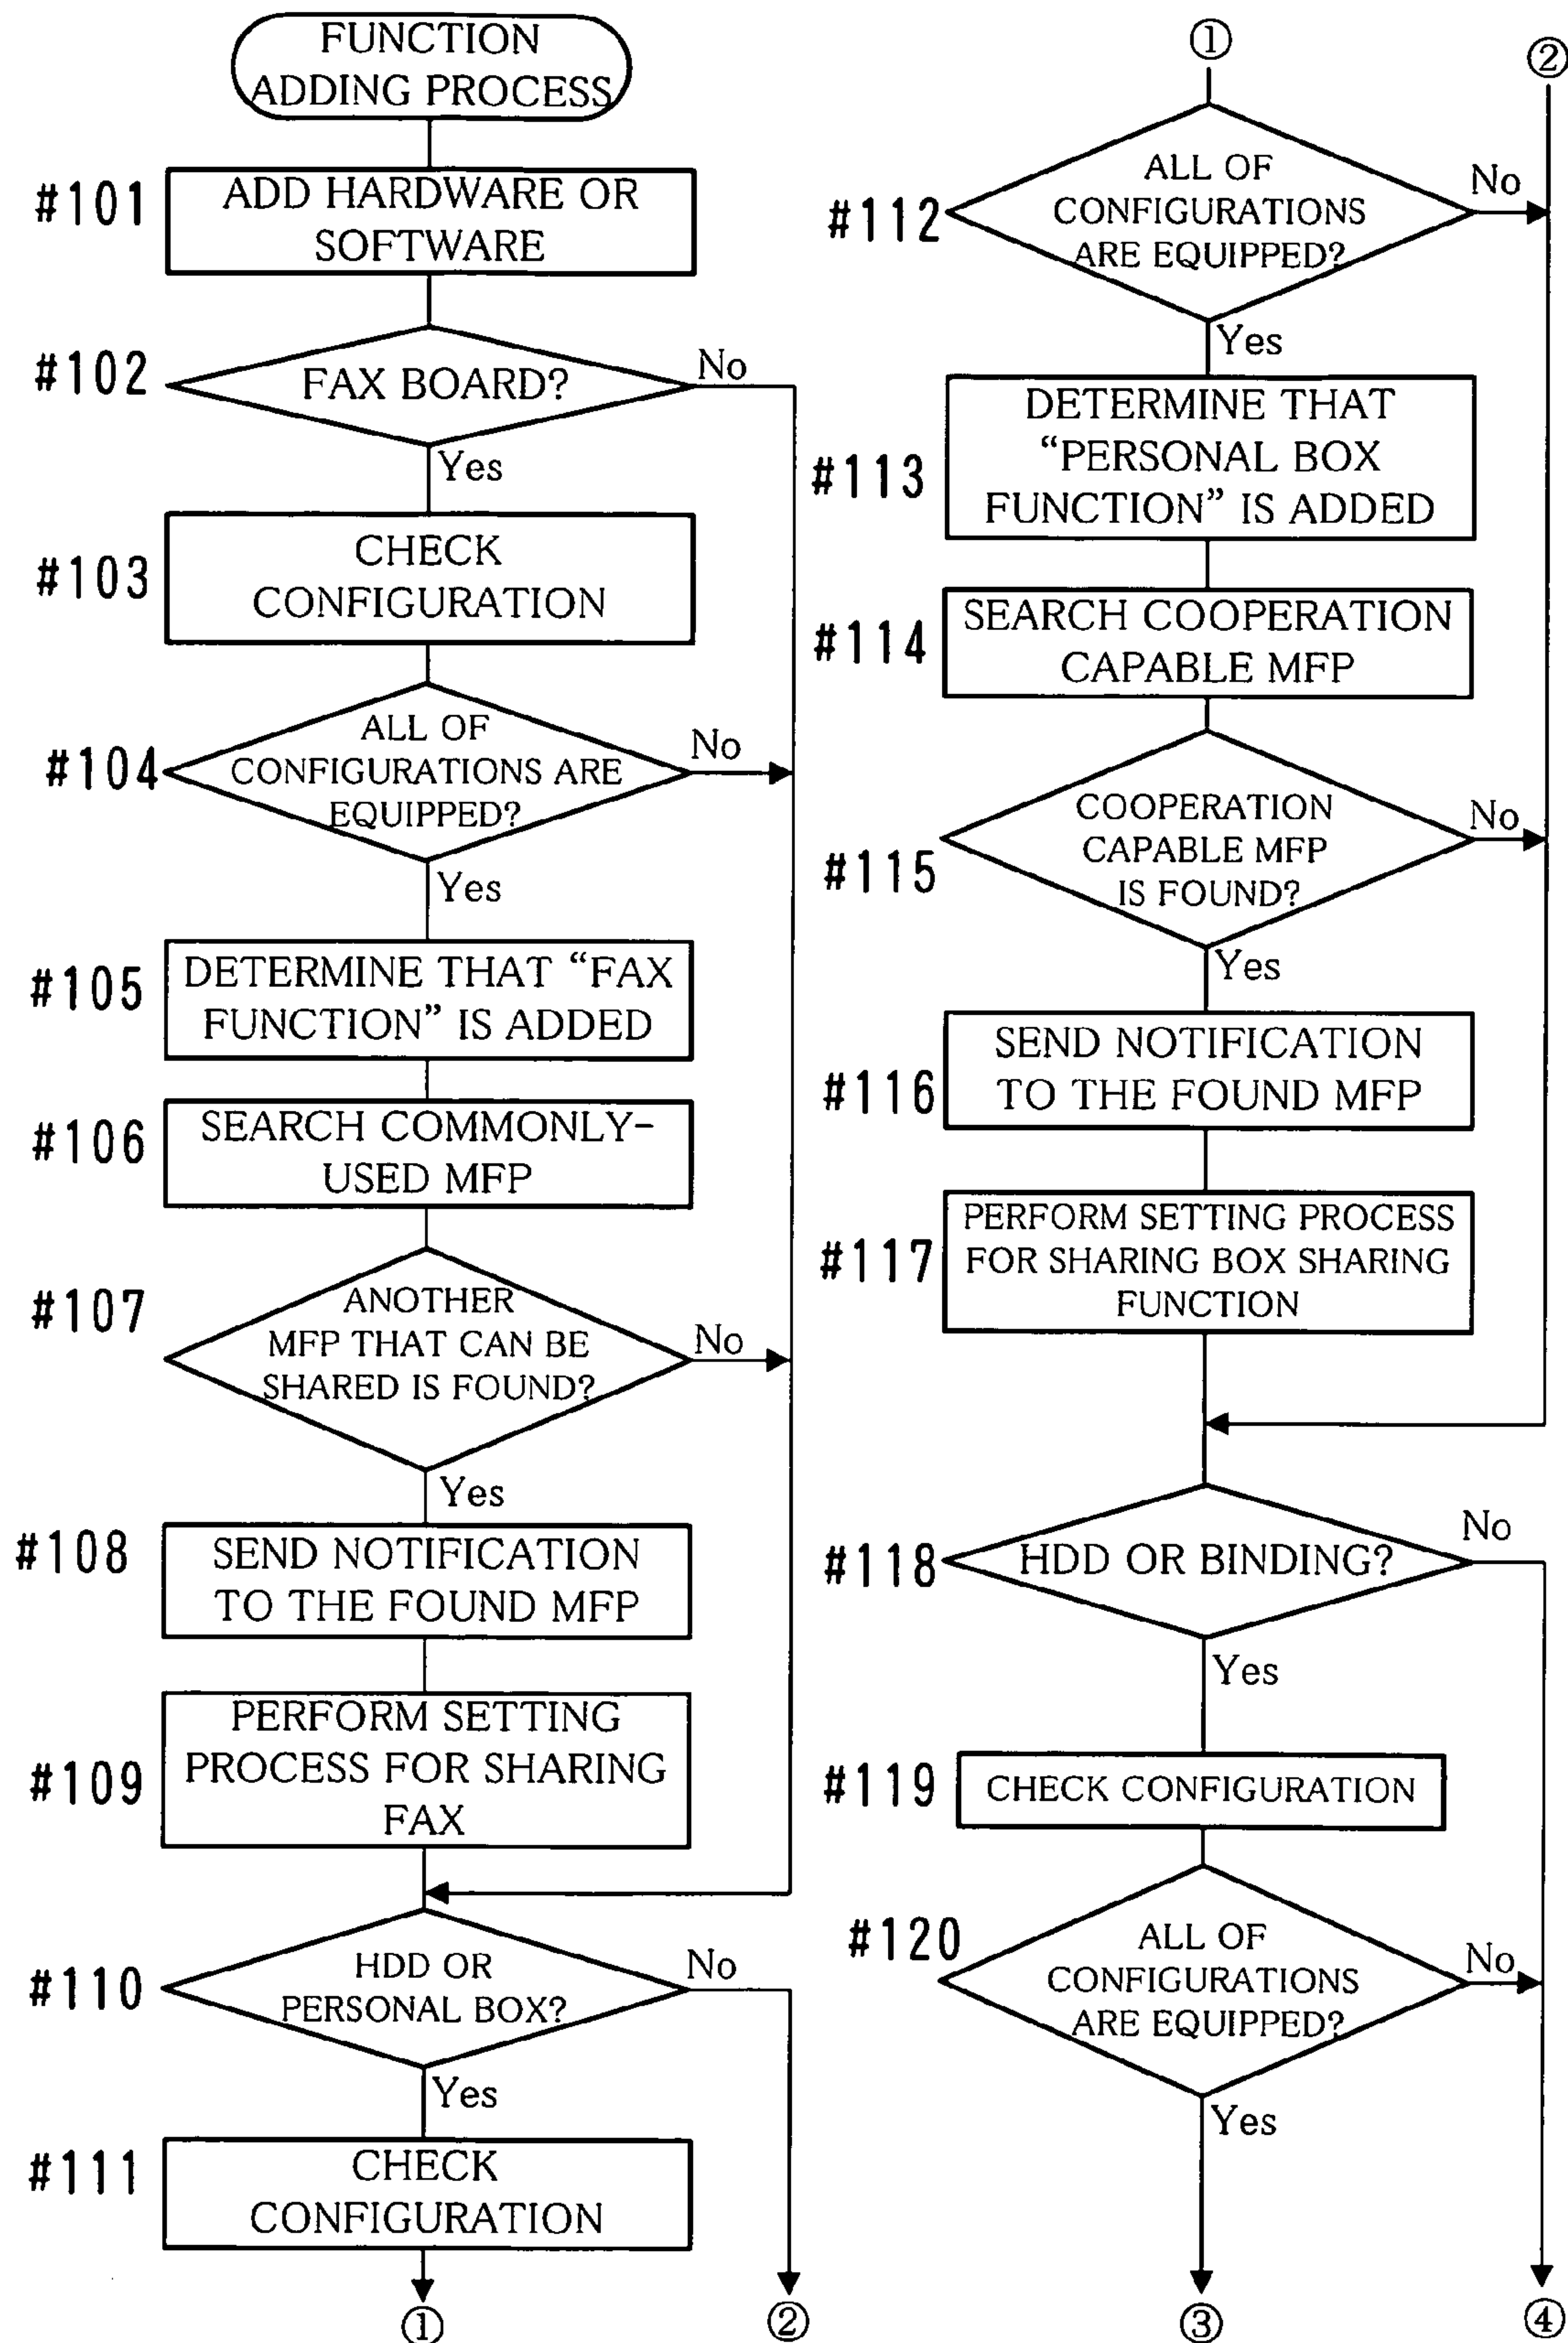 FUNCTION
ADDING PROCESS
#101
ADD HARDWARE OR
SOFTWARE
#102
FAX BOARD?
No
Yes
#103
CHECK
CONFIGURATION
#104
ALL OF
CONFIGURATIONS ARE
EQUIPPED?
No
Yes
#105
DETERMINE THAT “FAX
FUNCTION” IS ADDED
#106
SEARCH COMMONLY-
USED MFP
#107
ANOTHER
MFP THAT CAN BE
SHARED IS FOUND?
No
Yes
#108
SEND NOTIFICATION
TO THE FOUND MFP
#109
PERFORM SETTING
PROCESS FOR SHARING
FAX
#110
HDD OR
PERSONAL BOX?
No
Yes
#111
CHECK
CONFIGURATION
①
②
①
②
#112
ALL OF
CONFIGURATIONS
ARE EQUIPPED?
No
Yes
#113
DETERMINE THAT
“PERSONAL BOX
FUNCTION” IS ADDED
#114
SEARCH COOPERATION
CAPABLE MFP
#115
COOPERATION
CAPABLE MFP
IS FOUND?
No
Yes
#116
SEND NOTIFICATION
TO THE FOUND MFP
#117
PERFORM SETTING PROCESS
FOR SHARING BOX SHARING
FUNCTION
#118
HDD OR BINDING?
No
Yes
#119
CHECK CONFIGURATION
#120
ALL OF
CONFIGURATIONS
ARE EQUIPPED?
No
Yes
③
④